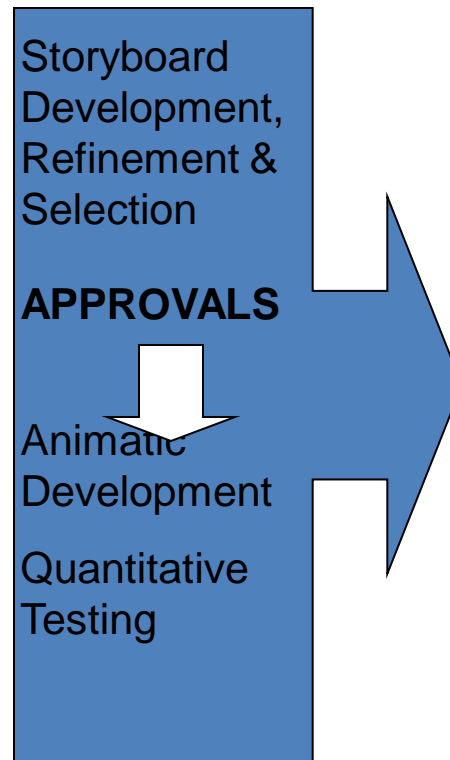 Storyboard
Development,
Refinement &
Selection
APPROVALS
Animatic
Development
Quantitative
Testing